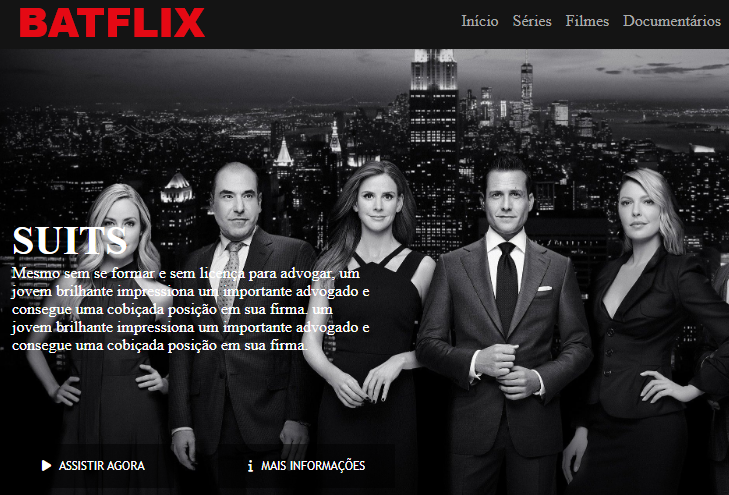 BATFLIX
Início Séries Filmes Documentários
SUITS
Mesmo sem se formar e sem licença para advogar, um
jovem brilhante impressiona um importante advogado e
consegue uma cobiçada posição em sua firma. um
jovem brilhante impressiona um importante advogado e
consegue uma cobiçada posição em sua firma.
ASSISTIR AGORA
MAIS INFORMAÇÕES